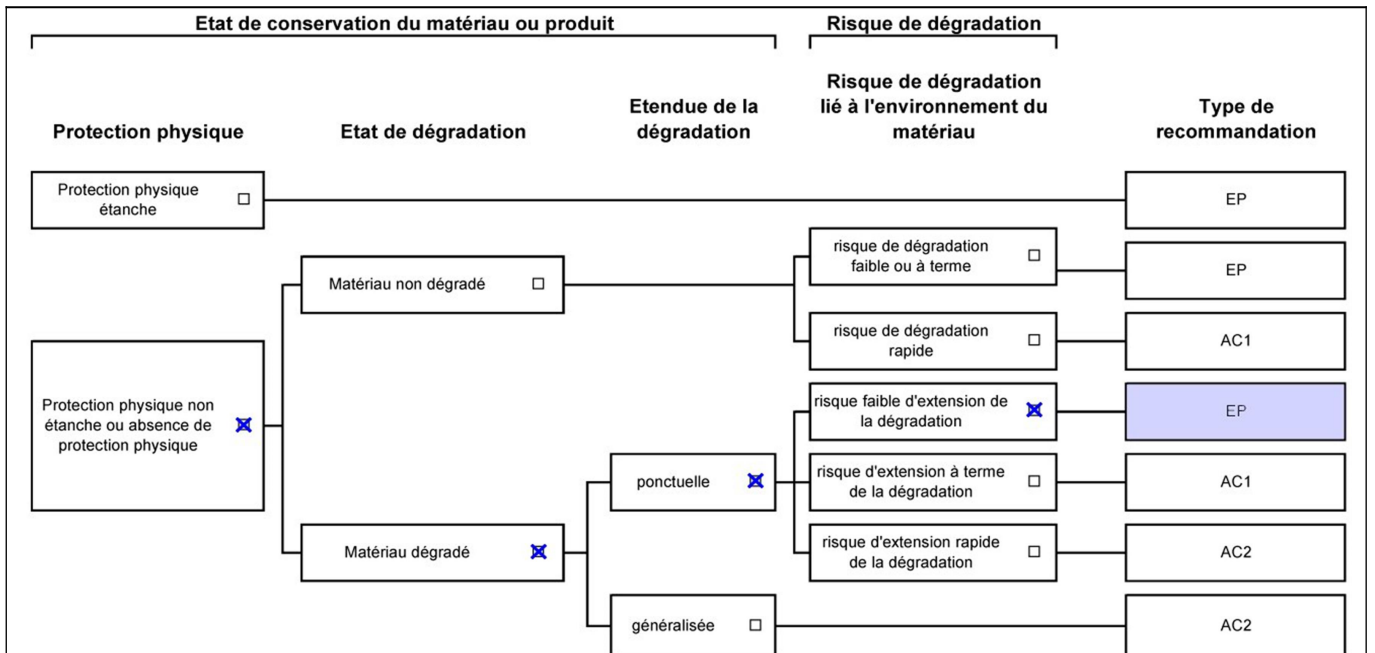 Etat de conservation du matériau ou produit
Risque de dégradation
Protection physique
Etat de dégradation
Etendue de la
dégradation
Risque de dégradation
lié à l'environnement du
matériau
Type de
recommandation
Protection physique
étanche
EP
risque de dégradation
faible ou à terme
EP
Matériau non dégradé
risque de dégradation
rapide
AC1
Protection physique non
étanche ou absence de
protection physique
risque faible d'extension de
la dégradation
EP
ponctuelle
risque d'extension à terme
de la dégradation
AC1
Matériau dégradé
risque d'extension rapide
de la dégradation
AC2
généralisée
AC2